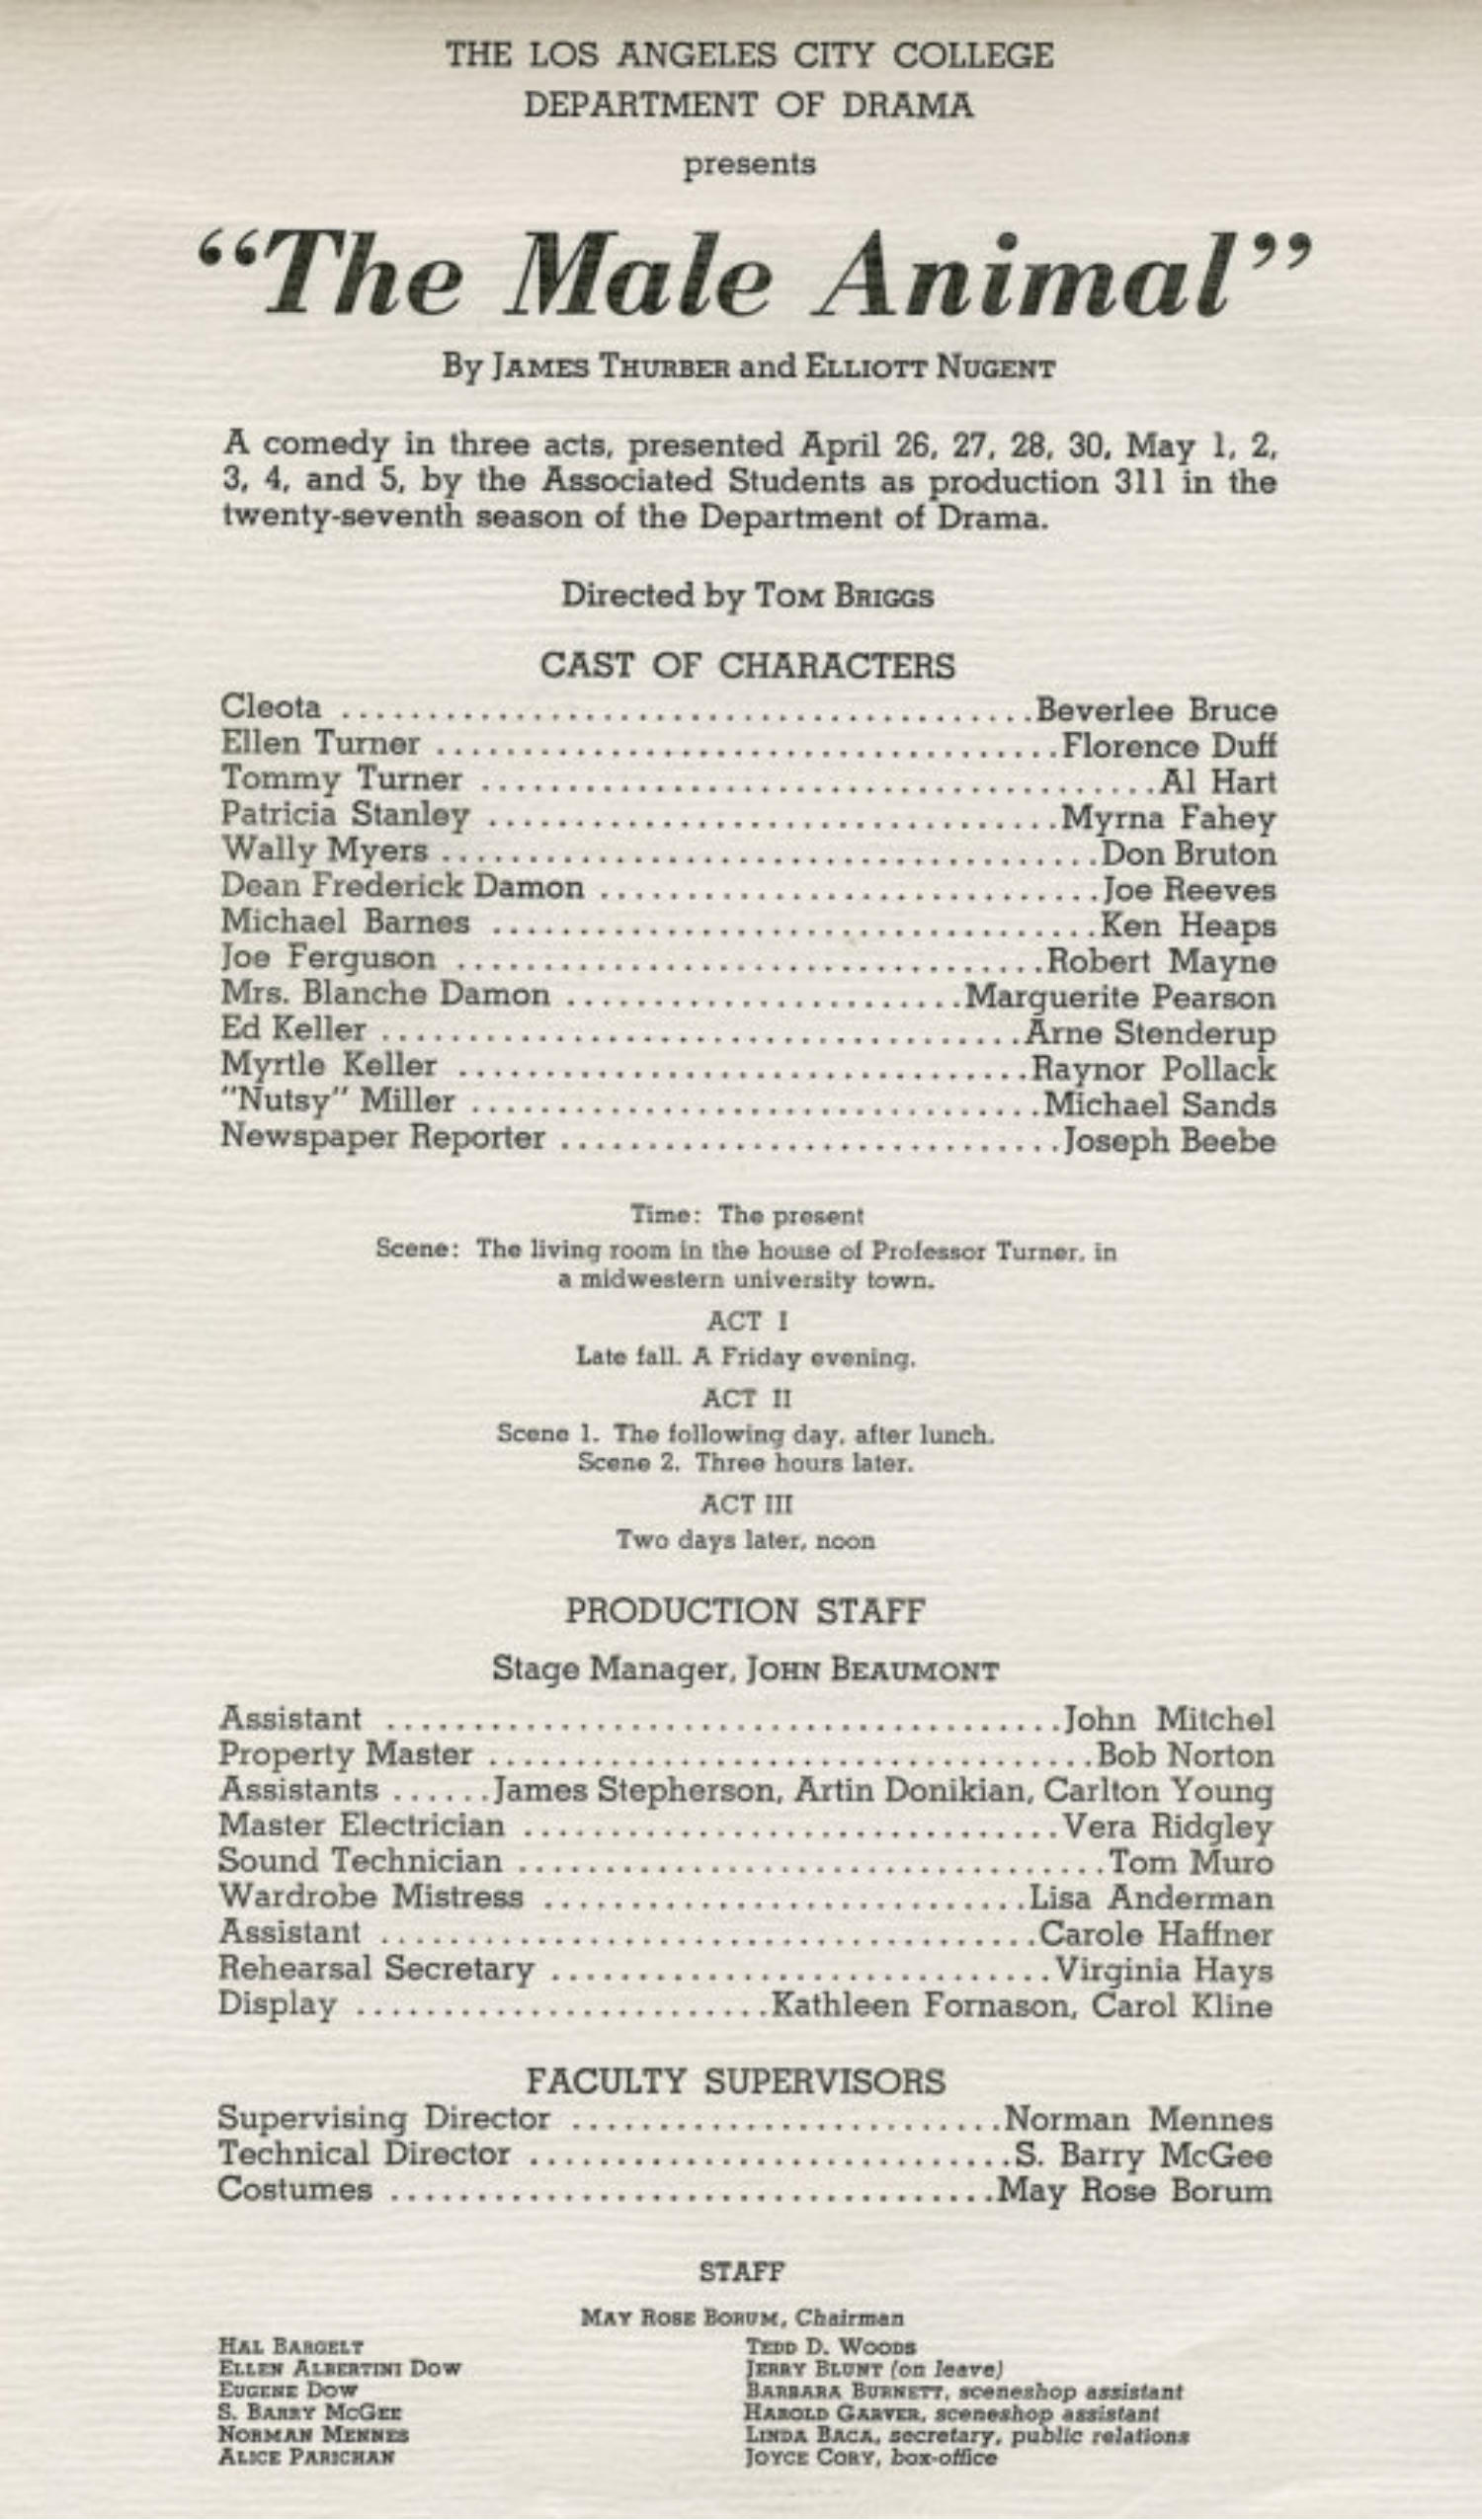 THE LOS ANGELES CITY COLLEGE
DEPARTMENT OF DRAMA
presents
“The Male Animal”
By JAMES THURBER and ELLIOTT NUGENT
A comedy in three acts, presented April 26, 27, 28, 30, May 1, 2,
3, 4, and 5, by the Associated Students as production 311 in the
twenty-seventh season of the Department of Drama.
Directed by TOM BRIGGS
CAST OF CHARACTERS
Cleota ........................................Beverlee Bruce
Ellen Turner ....................................Florence Duff
Tommy Turner .......................................Al Hart
Patricia Stanley .................................Myrna Fahey
Wally Myers ......................................Don Bruton
Dean Frederick Damon .............................Joe Reeves
Michael Barnes ...................................Ken Heaps
Joe Ferguson ..................................Robert Mayne
Mrs. Blanche Damon .......................Marguerite Pearson
Ed Keller .....................................Arne Stenderup
Myrtle Keller .................................Raynor Pollack
"Nutsy" Miller .................................Michael Sands
Newspaper Reporter .............................Joseph Beebe
Time: The present
Scene: The living room in the house of Professor Turner, in
a midwestern university town.
ACT I
Late fall. A Friday evening.
ACT II
Scene 1. The following day, after lunch.
Scene 2. Three hours later.
ACT III
Two days later, noon
PRODUCTION STAFF
Stage Manager, JOHN BEAUMONT
Assistant .......................................John Mitchel
Property Master ...................................Bob Norton
Assistants ......James Stepherson, Artin Donikian, Carlton Young
Master Electrician ...............................Vera Ridgley
Sound Technician ..................................Tom Muro
Wardrobe Mistress ............................Lisa Anderman
Assistant ......................................Carole Haffner
Rehearsal Secretary .............................Virginia Hays
Display ........................Kathleen Fornason, Carol Kline
FACULTY SUPERVISORS
Supervising Director .........................Norman Mennes
Technical Director ............................S. Barry McGee
Costumes ...................................May Rose Borum
STAFF
MAY ROSE BORUM, Chairman
HAL BARGELT
ELLEN ALBERTINI DOW
EUGENE DOW
S. BARRY MCGEE
NORMAN MENNES
ALICE PARICHAN
TEDD D. WOODS
JERRY BLUNT (on leave)
BARBARA BURNETT, sceneshop assistant
HAROLD GARVER, sceneshop assistant
LINDA BACA, secretary, public relations
JOYCE CORY, box-office